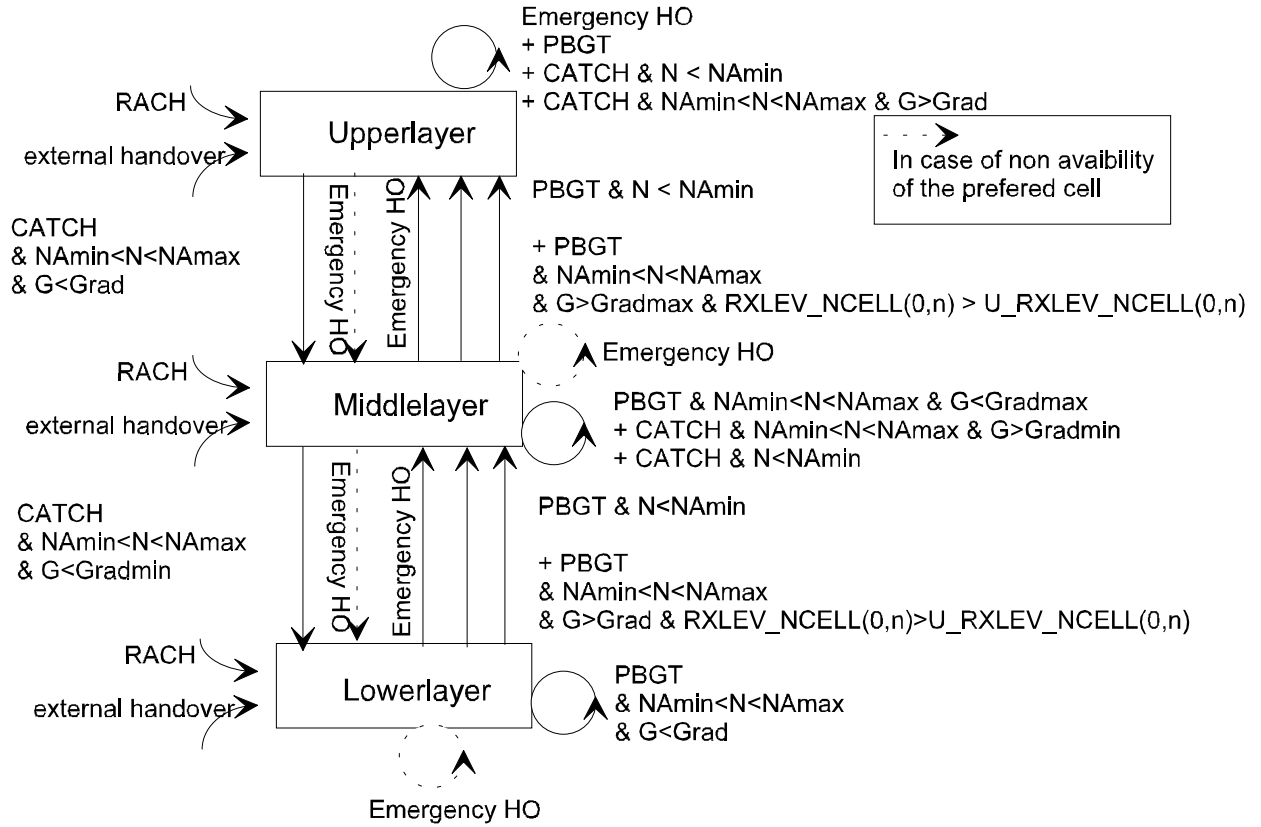 Emergency HO
+ PBGT
+ CATCH & N < NAmin
+ CATCH & NAmin<N<NAmax & G>Grad
RACH
external handover
Upperlayer
In case of non avaibility
of the prefered cell
CATCH
& NAmin<N<NAmax
& G<Grad
Emergency HO
Emergency HO
PBGT & N < NAmin
+ PBGT
& NAmin<N<NAmax
& G>Gradmax & RXLEV_NCELL(0,n) > U_RXLEV_NCELL(0,n)
Emergency HO
RACH
external handover
Middlelayer
PBGT & NAmin<N<NAmax & G<Gradmax
+ CATCH & NAmin<N<NAmax & G>Gradmin
+ CATCH & N<NAmin
CATCH
& NAmin<N<NAmax
& G<Gradmin
Emergency HO
Emergency HO
PBGT & N<NAmin
+ PBGT
& NAmin<N<NAmax
& G>Grad & RXLEV_NCELL(0,n)>U_RXLEV_NCELL(0,n)
RACH
external handover
Lowerlayer
PBGT
& NAmin<N<NAmax
& G<Grad
Emergency HO